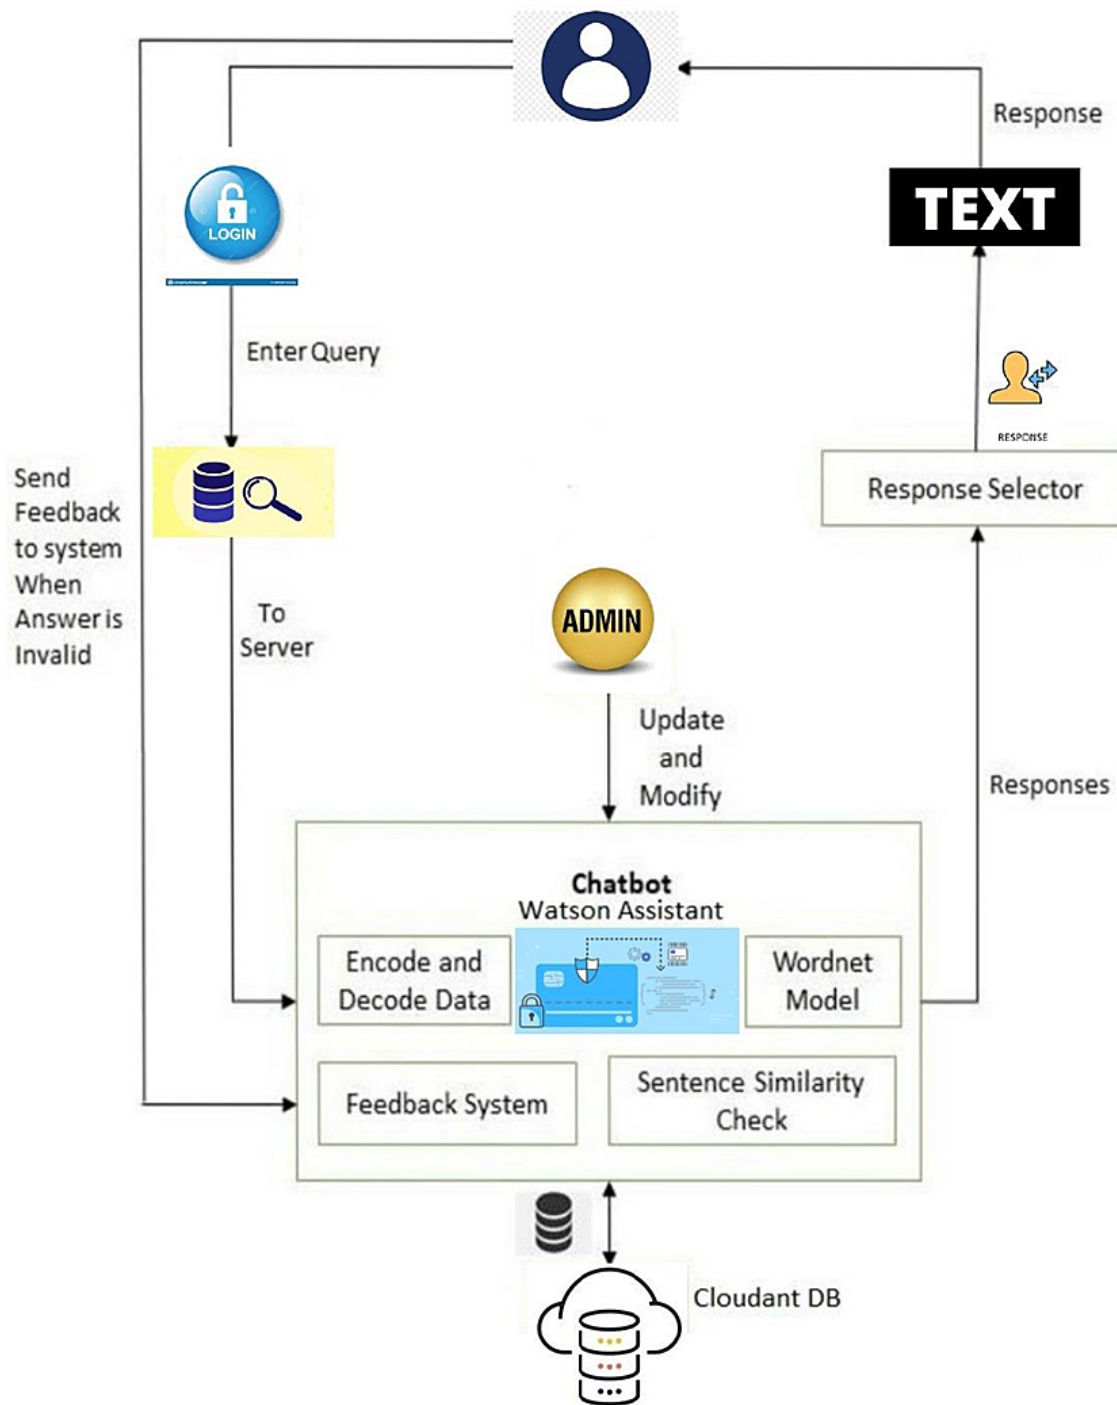 Response
TEXT
LOGIN
Enter Query
RESPONSE
Response Selector
Send
Feedback
to system
When
Answer is
Invalid
To
Server
ADMIN
Update
and
Modify
Responses
Chatbot
Watson Assistant
Encode and
Decode Data
Wordnet
Model
Feedback System
Sentence Similarity
Check
Cloudant DB